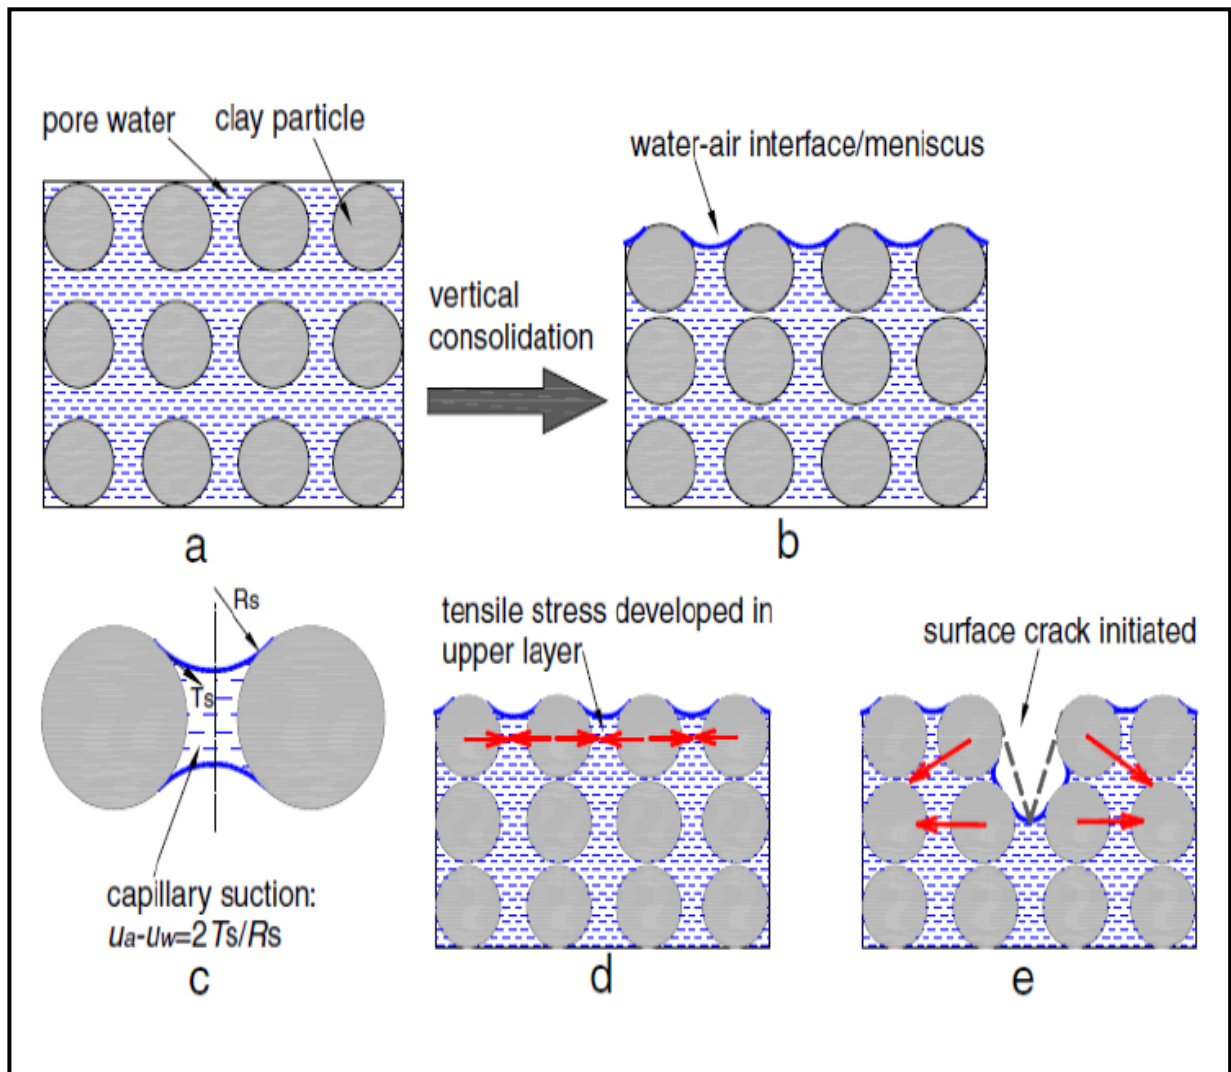 pore water
clay particle
water-air interface/meniscus
vertical
consolidation
a
b
Rs
Ts
capillary suction:
ua-uw=2Ts/Rs
c
tensile stress developed in
upper layer
d
surface crack initiated
e